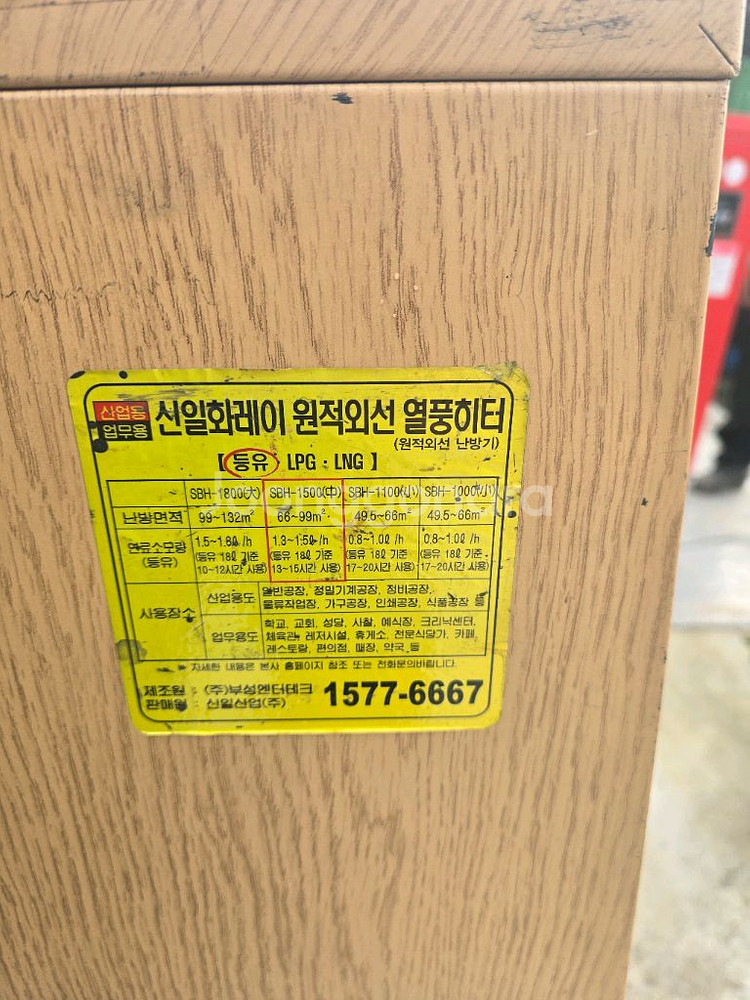 산업용
업무용
신일화레이 원적외선 열풍히터
(원적외선 난방기)
【 등유 LPG · LNG 】
SBH-1800(大) SBH-1500(中) SBH-1100(小) SBH-1000(小)
난방면적 99~132m² 66~99m² 49.5~66m² 49.5~66m²
연료소모량 1.5~1.8ℓ /h 1.3~1.5ℓ /h 0.8~1.0ℓ /h 0.8~1.0ℓ /h
(등유) (등유 18ℓ 기준 (등유 18ℓ 기준 (등유 18ℓ 기준 (등유 18ℓ 기준
10~12시간 사용) 13~15시간 사용) 17~20시간 사용) 17~20시간 사용)
사용장소
산업용도 일반공장, 정밀기계공장, 정비공장,
물류작업장, 가구공장, 인쇄공장, 식품공장 등
업무용도 학교, 교회, 성당, 사찰, 예식장, 크리닉센터,
체육관, 레저시설, 휴게소, 전문식당가, 카페,
레스토랑, 편의점, 매장, 약국 등
자세한 내용은 본사 홈페이지 참조 또는 전화문의바랍니다.
제조원 : (주)부성엔터테크
판매원 : 신일산업(주)
1577-6667